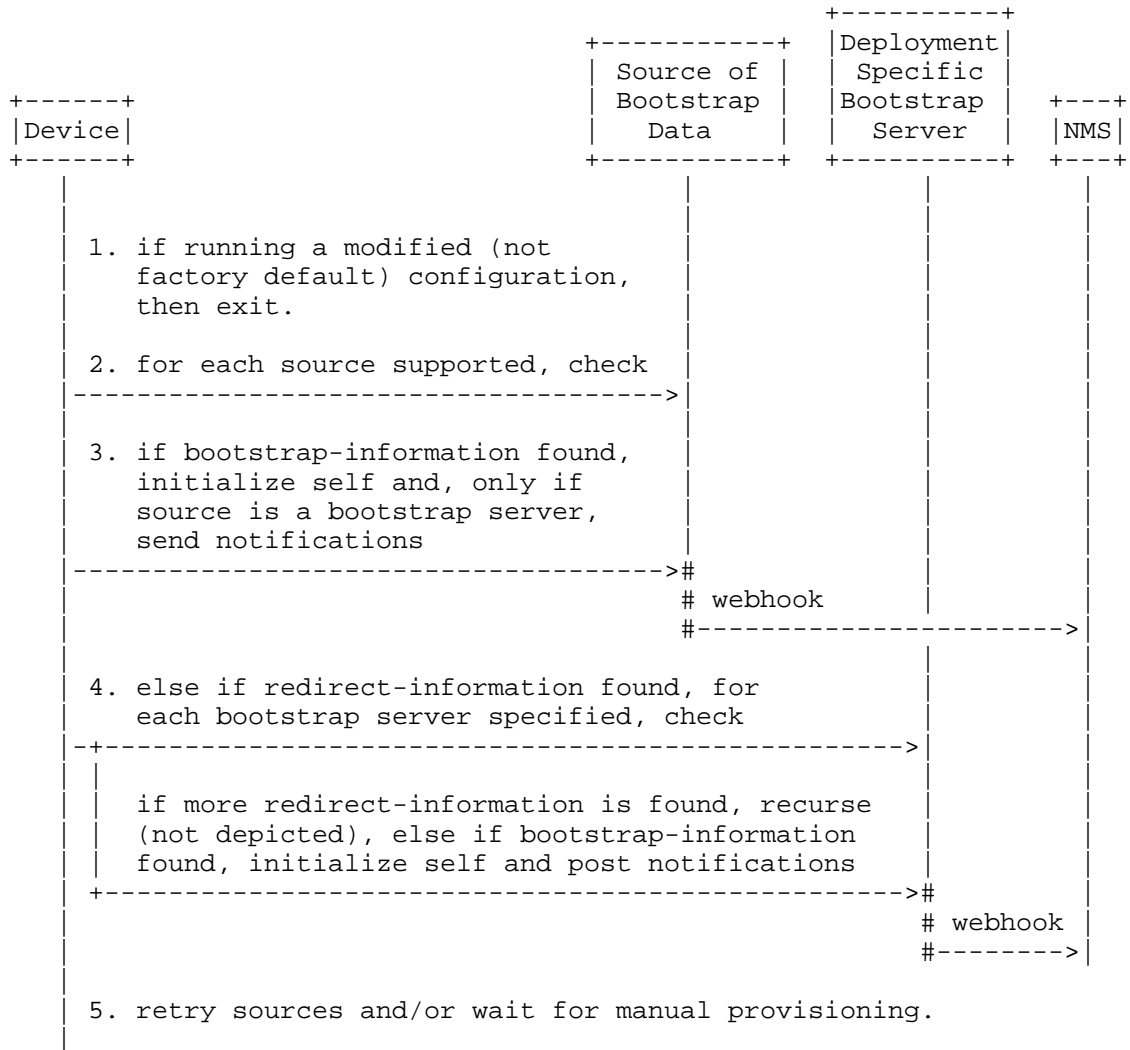 Deployment
Source of Specific
Bootstrap Bootstrap
Device Data Server NMS
1. if running a modified (not
factory default) configuration,
then exit.
2. for each source supported, check
3. if bootstrap-information found,
initialize self and, only if
source is a bootstrap server,
send notifications
webhook
4. else if redirect-information found, for
each bootstrap server specified, check
if more redirect-information is found, recurse
(not depicted), else if bootstrap-information
found, initialize self and post notifications
webhook
5. retry sources and/or wait for manual provisioning.